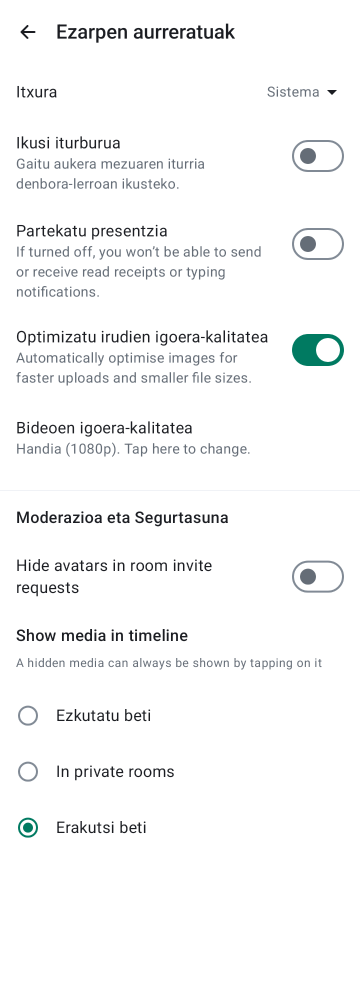 Ezarpen aurreratuak
Itxura
Sistema
Ikusi iturburua
Gaitu aukera mezuaren iturria
denbora-lerroan ikusteko.
Partekatu presentzia
If turned off, you won’t be able to send
or receive read receipts or typing
notifications.
Optimizatu irudien igoera-kalitatea
Automatically optimise images for
faster uploads and smaller file sizes.
Bideoen igoera-kalitatea
Handia (1080p). Tap here to change.
Moderazioa eta Segurtasuna
Hide avatars in room invite
requests
Show media in timeline
A hidden media can always be shown by tapping on it
Ezkutatu beti
In private rooms
Erakutsi beti